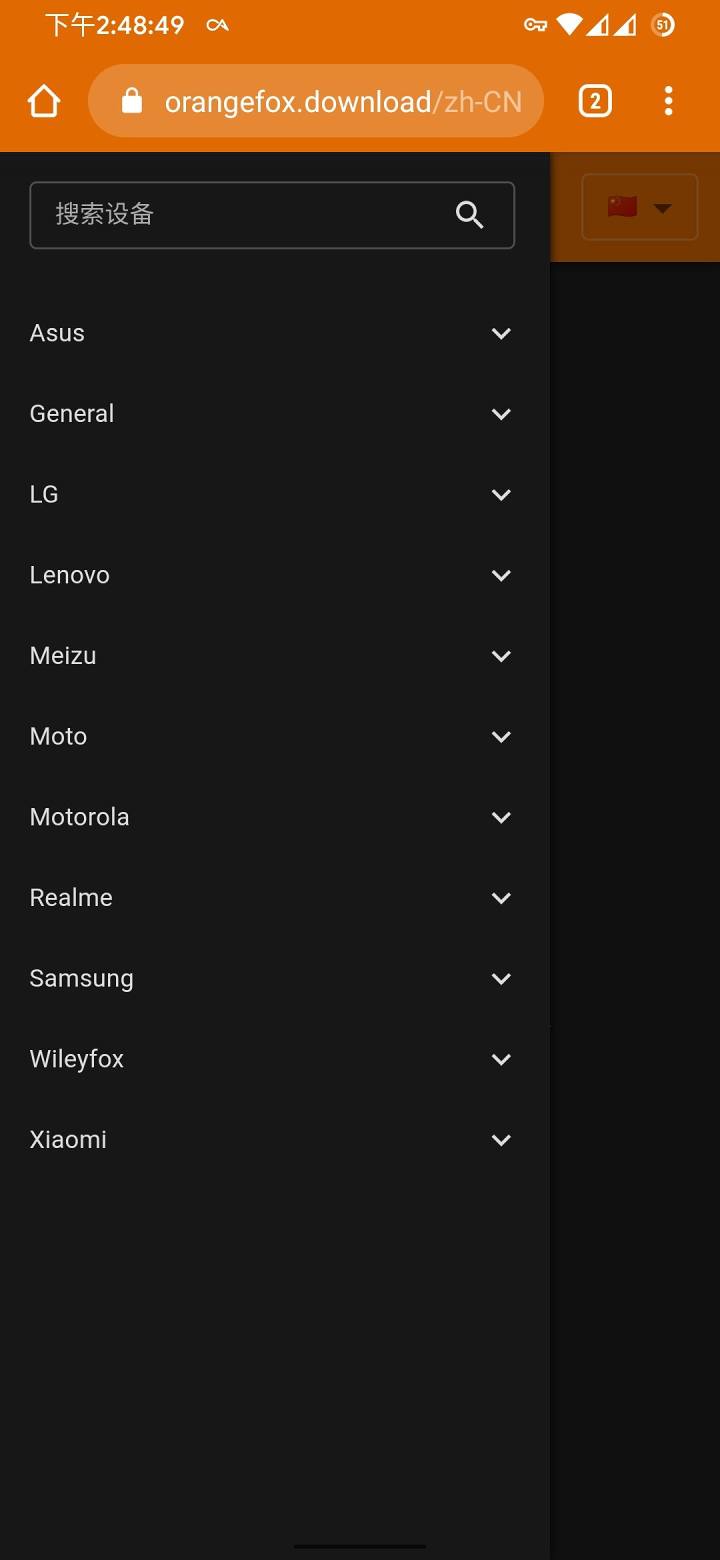 下午2:48:49
51
orangefox.download/zh-CN
2
搜索设备
Asus
General
LG
Lenovo
Meizu
Moto
Motorola
Realme
Samsung
Wileyfox
Xiaomi